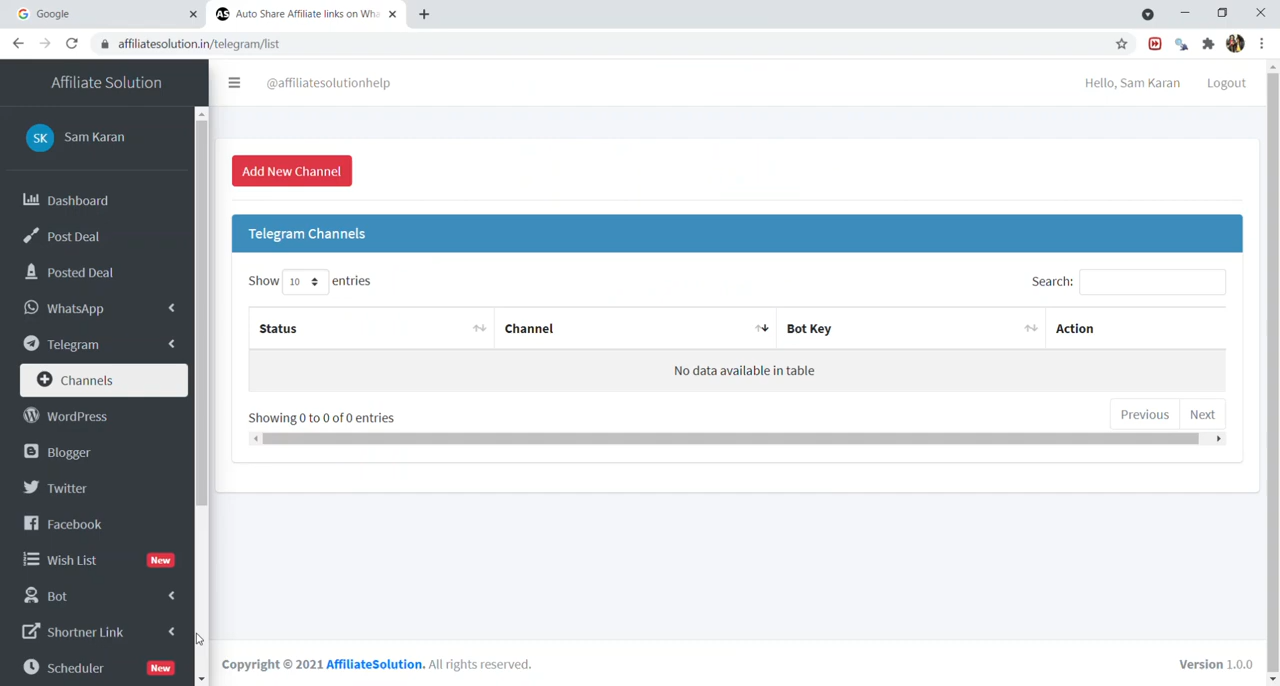 Google
Auto Share Affiliate links on Wha
affiliatesolution.in/telegram/list
Affiliate Solution
@affiliatesolutionhelp
Hello, Sam Karan
Logout
SK
Sam Karan
Dashboard
Post Deal
Posted Deal
WhatsApp
Telegram
Channels
WordPress
Blogger
Twitter
Facebook
Wish List New
Bot
Shortner Link
Scheduler New
Add New Channel
Telegram Channels
Show 10 entries
Search:
Status Channel Bot Key Action
No data available in table
Showing 0 to 0 of 0 entries
Previous Next
Copyright © 2021 AffiliateSolution. All rights reserved.
Version 1.0.0